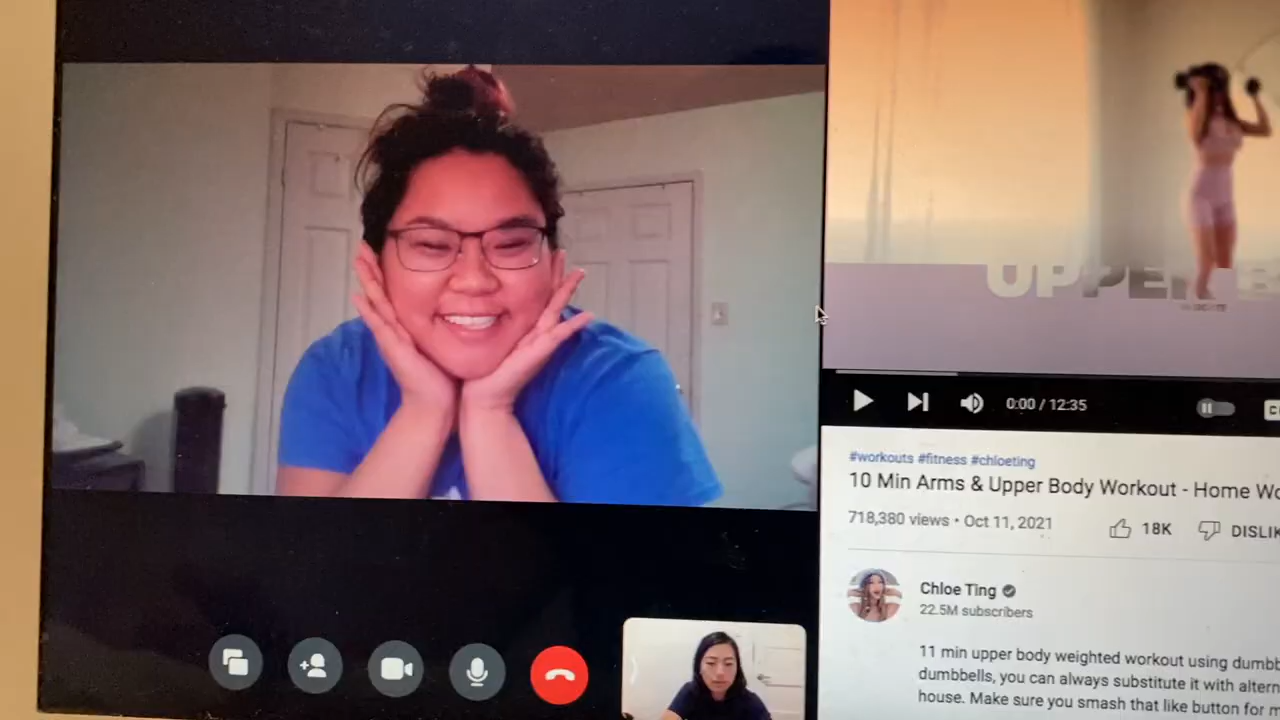 UPPER B
0:00 / 12:35
#workouts #fitness #chloeting
10 Min Arms & Upper Body Workout - Home Wo
718,380 views • Oct 11, 2021
18K
DISLIK
Chloe Ting
22.5M subscribers
11 min upper body weighted workout using dumbb
dumbbells, you can always substitute it with altern
house. Make sure you smash that like button for m